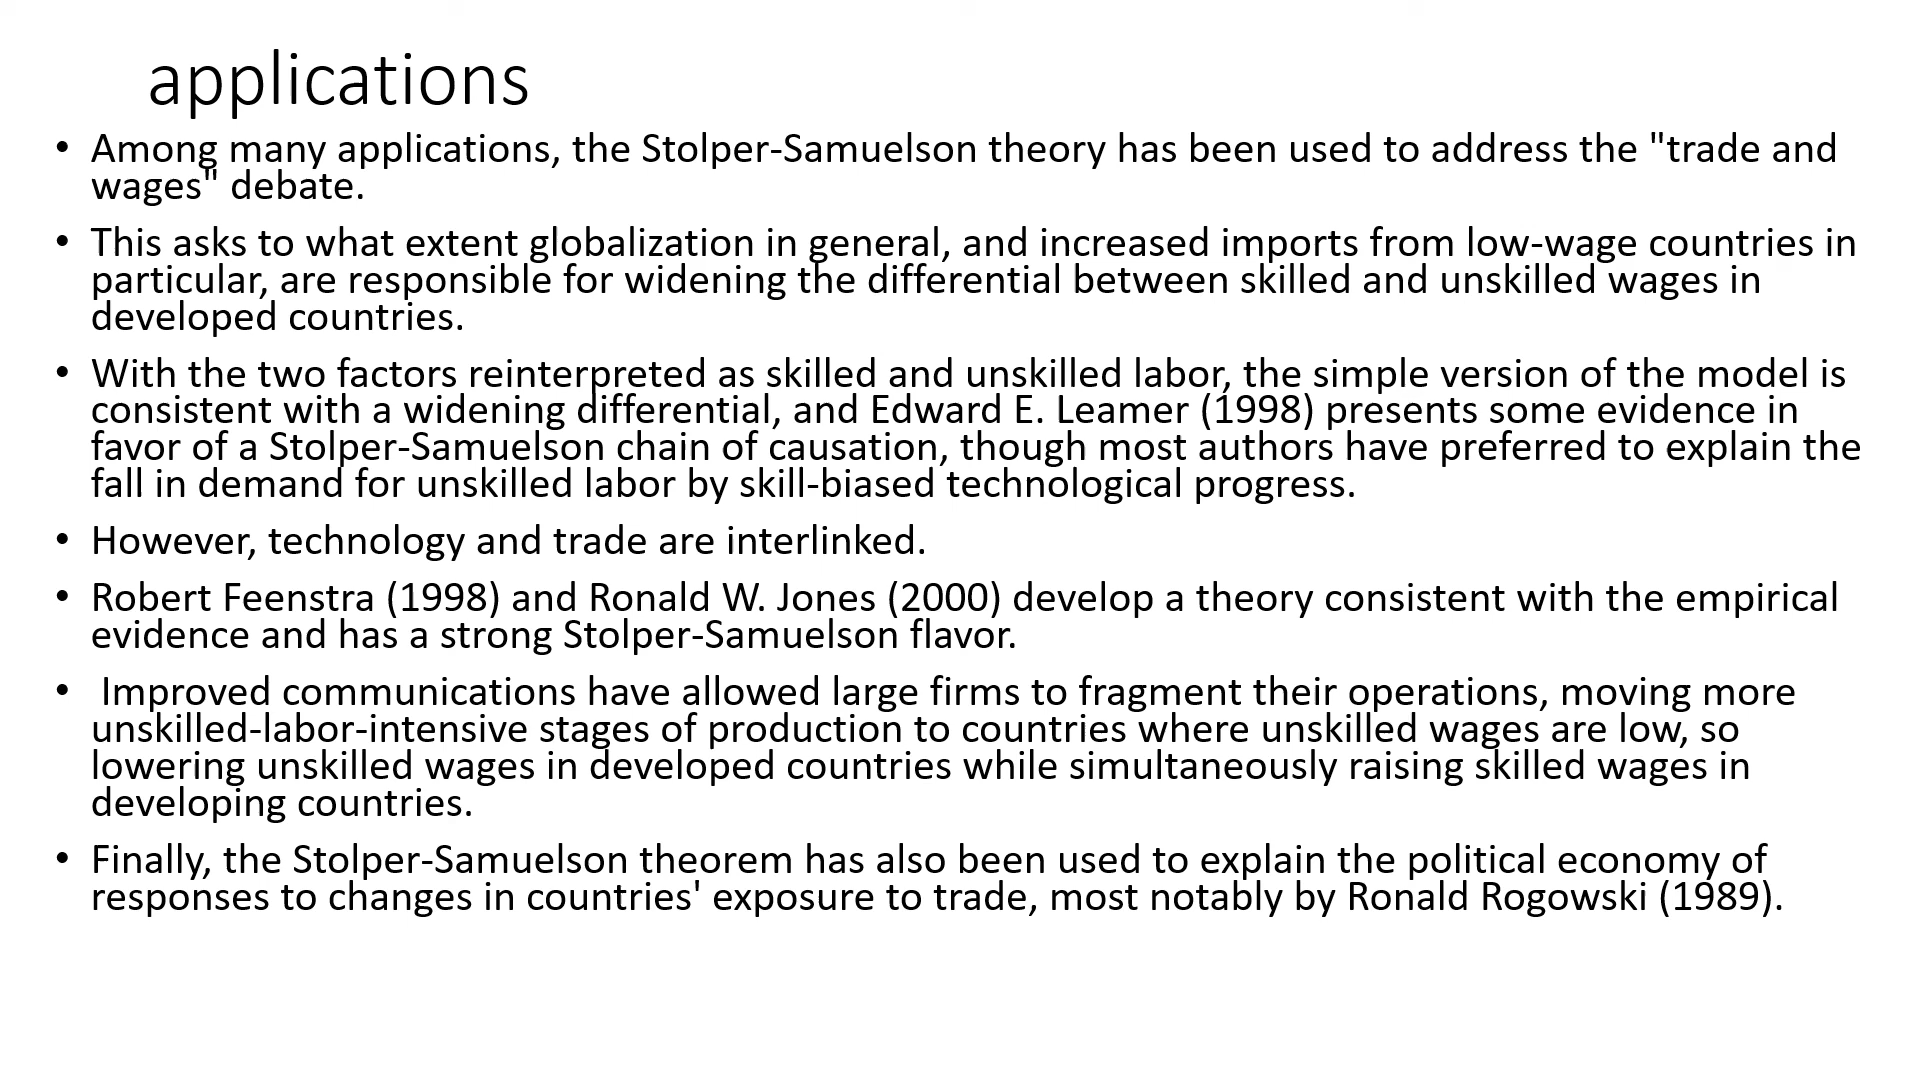 applications
• Among many applications, the Stolper-Samuelson theory has been used to address the "trade and
wages" debate.
• This asks to what extent globalization in general, and increased imports from low-wage countries in
particular, are responsible for widening the differential between skilled and unskilled wages in
developed countries.
• With the two factors reinterpreted as skilled and unskilled labor, the simple version of the model is
consistent with a widening differential, and Edward E. Leamer (1998) presents some evidence in
favor of a Stolper-Samuelson chain of causation, though most authors have preferred to explain the
fall in demand for unskilled labor by skill-biased technological progress.
• However, technology and trade are interlinked.
• Robert Feenstra (1998) and Ronald W. Jones (2000) develop a theory consistent with the empirical
evidence and has a strong Stolper-Samuelson flavor.
• Improved communications have allowed large firms to fragment their operations, moving more
unskilled-labor-intensive stages of production to countries where unskilled wages are low, so
lowering unskilled wages in developed countries while simultaneously raising skilled wages in
developing countries.
• Finally, the Stolper-Samuelson theorem has also been used to explain the political economy of
responses to changes in countries' exposure to trade, most notably by Ronald Rogowski (1989).